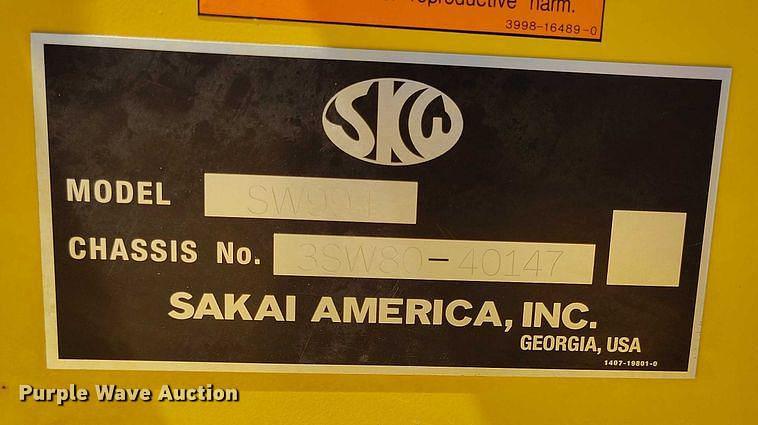 reproductive harm.
3998-16489-0
SKW
MODEL
CHASSIS No. 3SW80-40147
SAKAI AMERICA, INC.
GEORGIA, USA
1407-19801-0
Purple Wave Auction